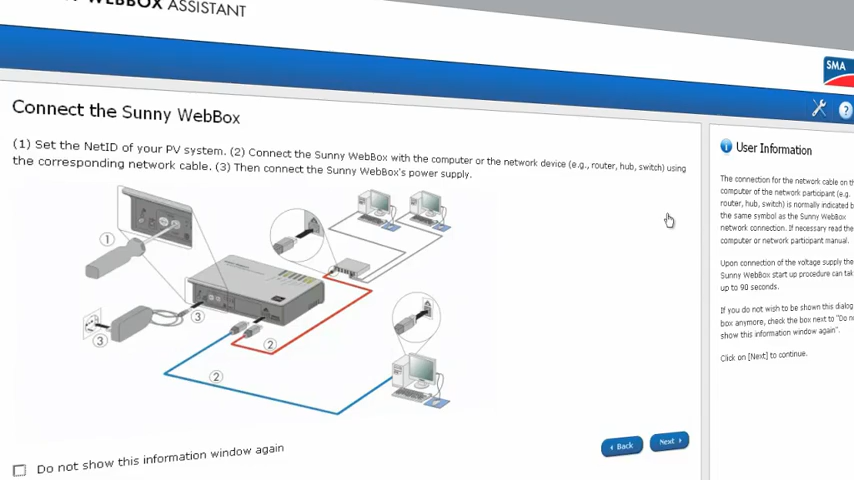 WEBBOX ASSISTANT
SMA
Connect the Sunny WebBox
(1) Set the NetID of your PV system. (2) Connect the Sunny WebBox with the computer or the network device (e.g., router, hub, switch) using
the corresponding network cable. (3) Then connect the Sunny WebBox's power supply.
1
3
3
2
2
Do not show this information window again
Back
Next
User Information
The connection for the network cable on the
computer of the network participant (e.g.
router, hub, switch) is normally indicated by
the same symbol as the Sunny WebBox
network connection. If necessary read the
computer or network participant manual.
Upon connection of the voltage supply the
Sunny WebBox start up procedure can take
up to 90 seconds.
If you do not wish to be shown this dialog
box anymore, check the box next to "Do not
show this information window again".
Click on [Next] to continue.